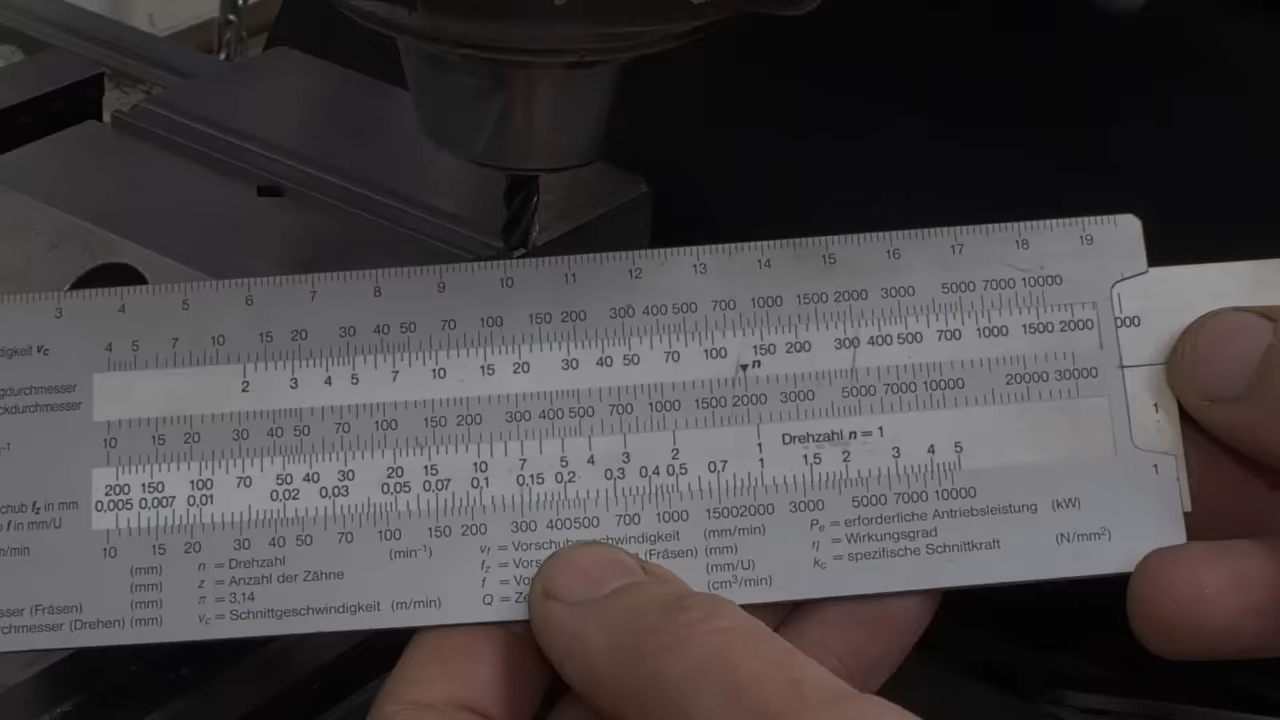 3 4 5 6 7 8 9 10 11 12 13 14 15 16 17 18 19
digkeit vc 4 5 7 10 15 20 30 40 50 70 100 150 200 300 400 500 700 1000 1500 2000 3000 5000 7000 10000
gdurchmesser 2 3 4 5 7 10 15 20 30 40 50 70 100 150 200 300 400 500 700 1000 1500 2000 000
ckdurchmesser n
-1 10 15 20 30 40 50 70 100 150 200 300 400 500 700 1000 1500 2000 3000 5000 7000 10000 20000 30000
200 150 100 70 50 40 30 20 15 10 7 5 4 3 2 1 Drehzahl n = 1 1
schub fz in mm 0,005 0,007 0,01 0,02 0,03 0,05 0,07 0,1 0,15 0,2 0,3 0,4 0,5 0,7 1 1,5 2 3 4 5
f in mm/U
n/min 10 15 20 30 40 50 70 100 150 200 300 400 500 700 1000 1500 2000 3000 5000 7000 10000 1
(mm) n = Drehzahl (min⁻¹) vf = Vorschubschwindigkeit (mm/min) Pe = erforderliche Antriebsleistung (kW)
(mm) z = Anzahl der Zähne fz = Vors (Fräsen) (mm) η = Wirkungsgrad
sser (Fräsen) (mm) π = 3,14 f = Vo (mm/U) kc = spezifische Schnittkraft (N/mm²)
rchmesser (Drehen) (mm) vc = Schnittgeschwindigkeit (m/min) Q = Ze (cm³/min)